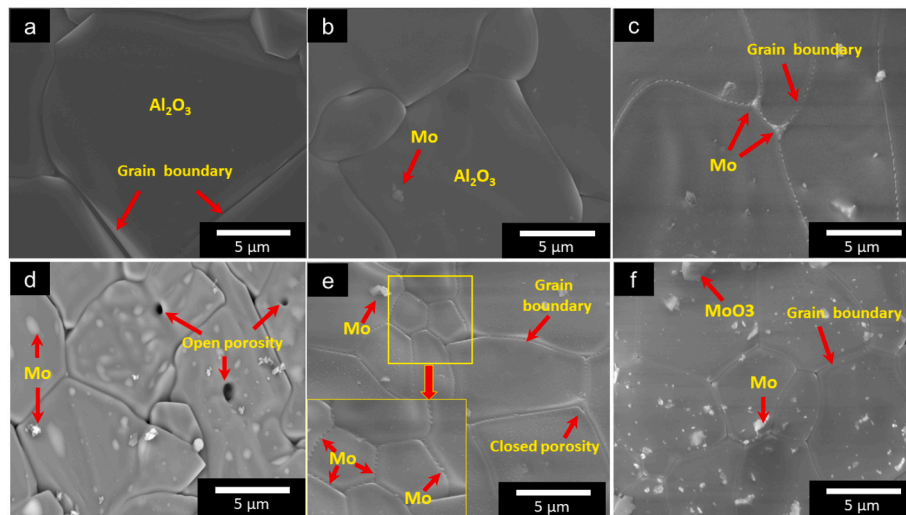 a
Al₂O₃
Grain boundary
5 µm
b
Mo
Al₂O₃
5 µm
c
Grain boundary
Mo
5 µm
d
Open porosity
Mo
5 µm
e
Grain
boundary
Mo
Closed porosity
Mo
Mo
5 µm
f
MoO3
Grain boundary
Mo
5 µm